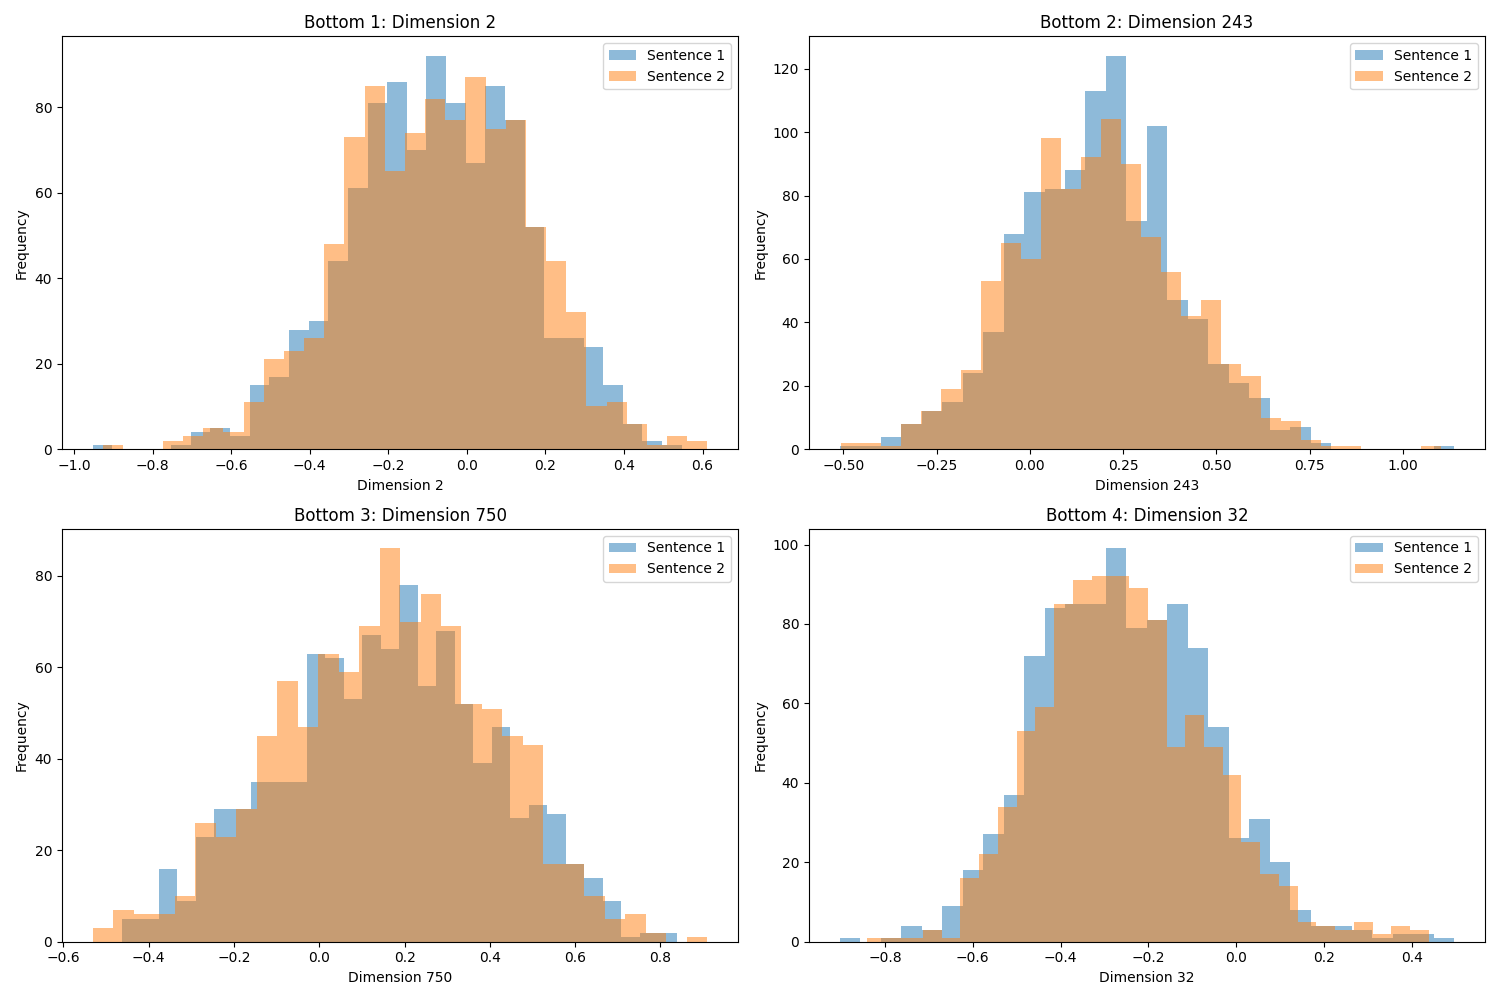 Bottom 1: Dimension 2
Sentence 1
Sentence 2
Frequency
80
60
40
20
0
−1.0 −0.8 −0.6 −0.4 −0.2 0.0 0.2 0.4 0.6
Dimension 2
Bottom 2: Dimension 243
Sentence 1
Sentence 2
Frequency
120
100
80
60
40
20
0
−0.50 −0.25 0.00 0.25 0.50 0.75 1.00
Dimension 243
Bottom 3: Dimension 750
Sentence 1
Sentence 2
Frequency
80
60
40
20
0
−0.6 −0.4 −0.2 0.0 0.2 0.4 0.6 0.8
Dimension 750
Bottom 4: Dimension 32
Sentence 1
Sentence 2
Frequency
100
80
60
40
20
0
−0.8 −0.6 −0.4 −0.2 0.0 0.2 0.4
Dimension 32